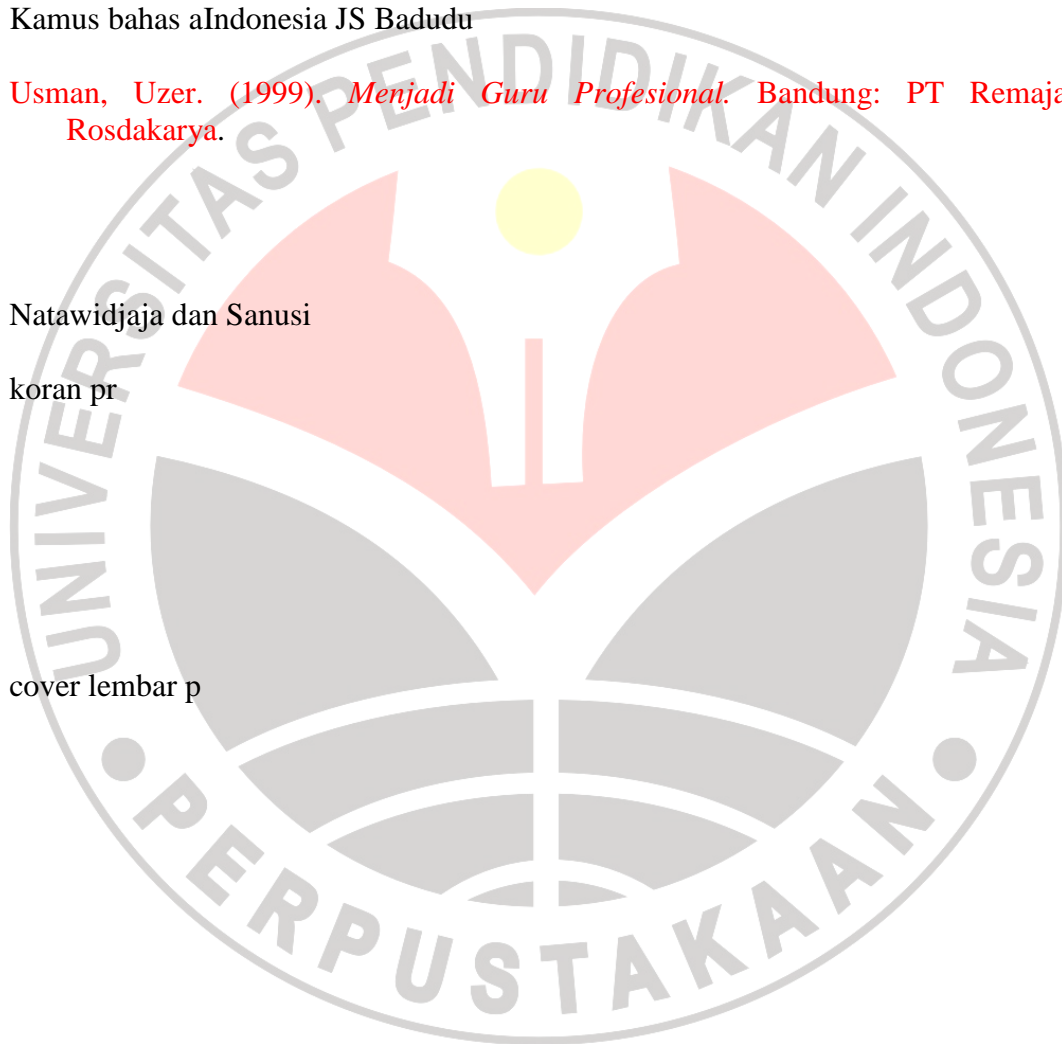 Kamus bahas aIndonesia JS Badudu
Usman, Uzer. (1999). Menjadi Guru Profesional. Bandung: PT Remaja
Rosdakarya.
Natawidjaja dan Sanusi
koran pr
cover lembar p
UNIVERSITAS PENDIDIKAN INDONESIA
PERPUSTAKAAN